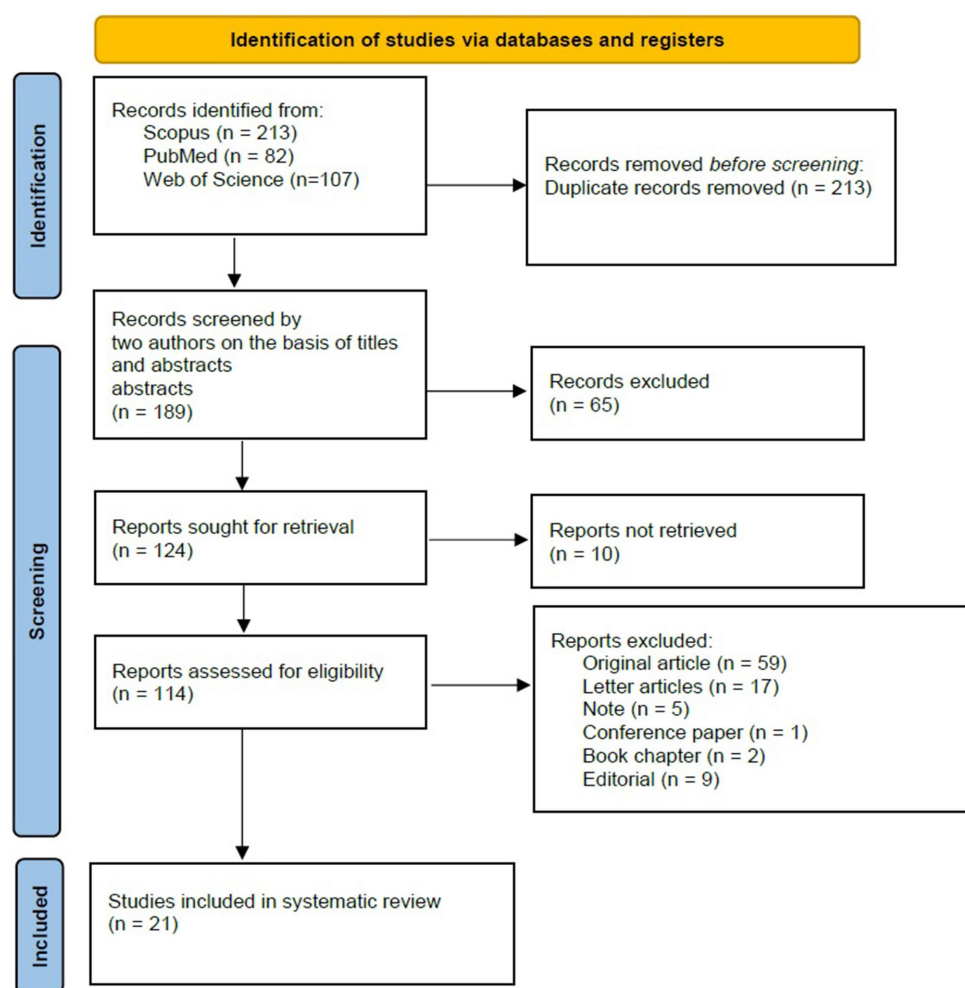 Identification of studies via databases and registers
Identification
Records identified from:
Scopus (n = 213)
PubMed (n = 82)
Web of Science (n=107)
Records removed before screening:
Duplicate records removed (n = 213)
Screening
Records screened by
two authors on the basis of titles
and abstracts
abstracts
(n = 189)
Records excluded
(n = 65)
Reports sought for retrieval
(n = 124)
Reports not retrieved
(n = 10)
Reports assessed for eligibility
(n = 114)
Reports excluded:
Original article (n = 59)
Letter articles (n = 17)
Note (n = 5)
Conference paper (n = 1)
Book chapter (n = 2)
Editorial (n = 9)
Included
Studies included in systematic review
(n = 21)